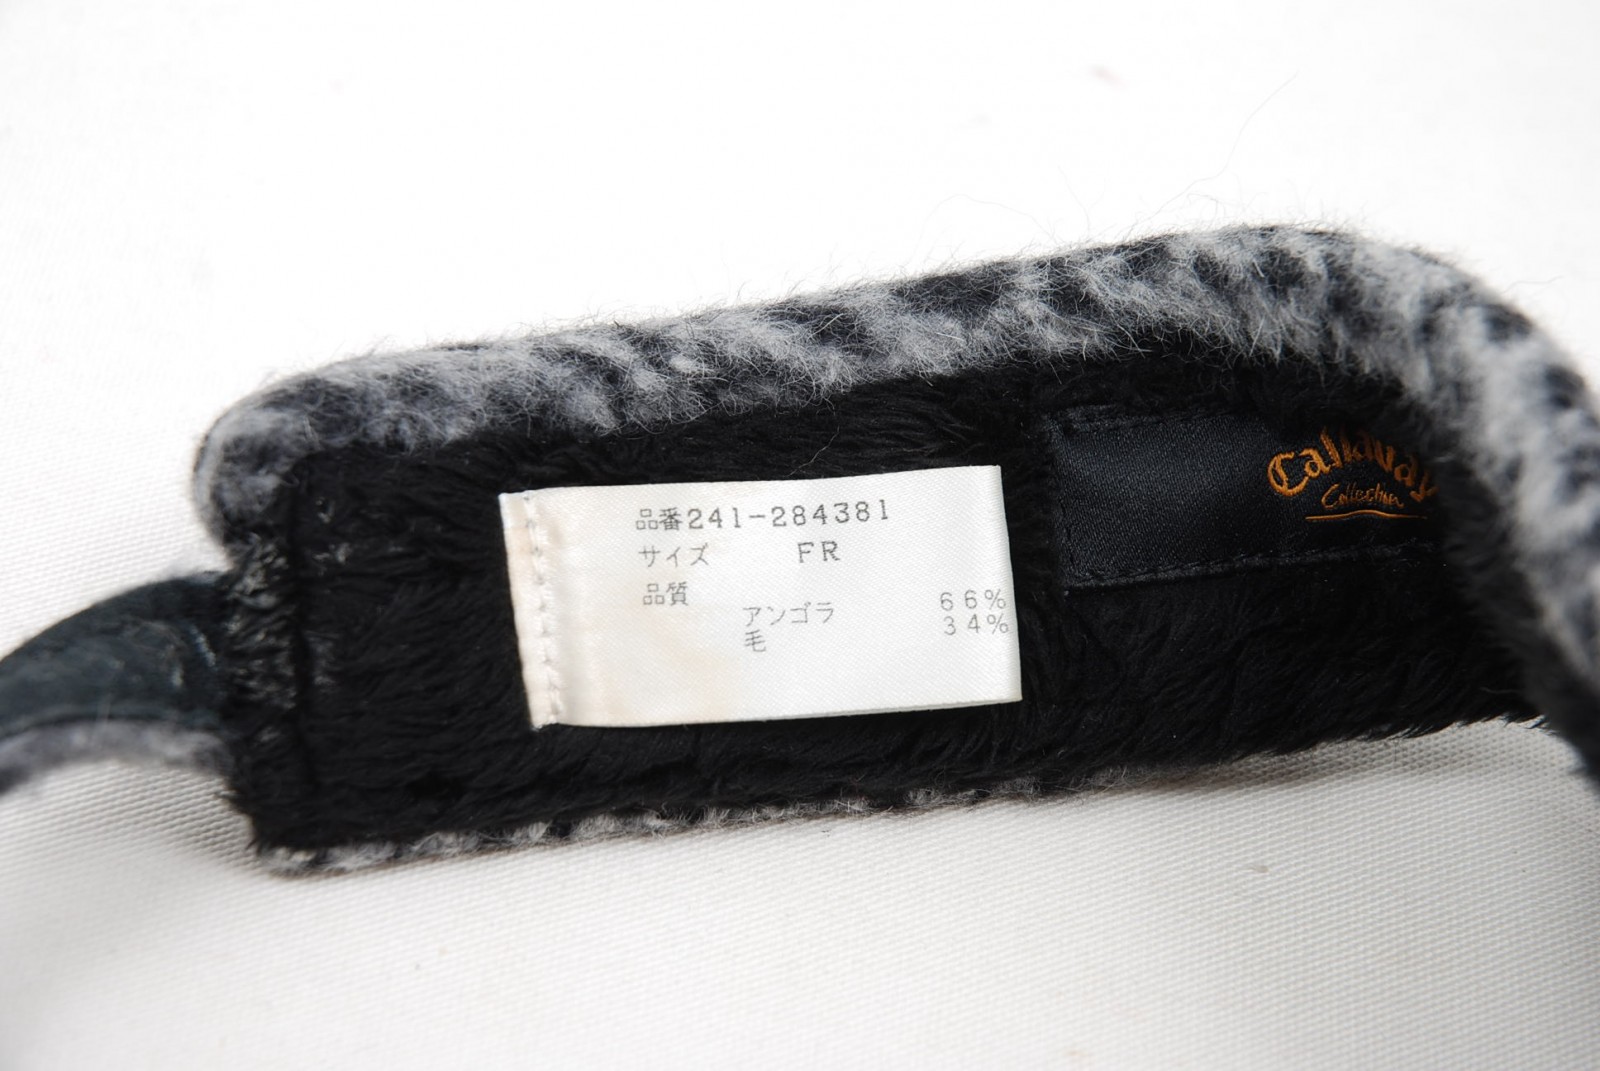 品番241-284381
サイズ FR
品質
アンゴラ 66%
毛 34%
Callaway
Collection